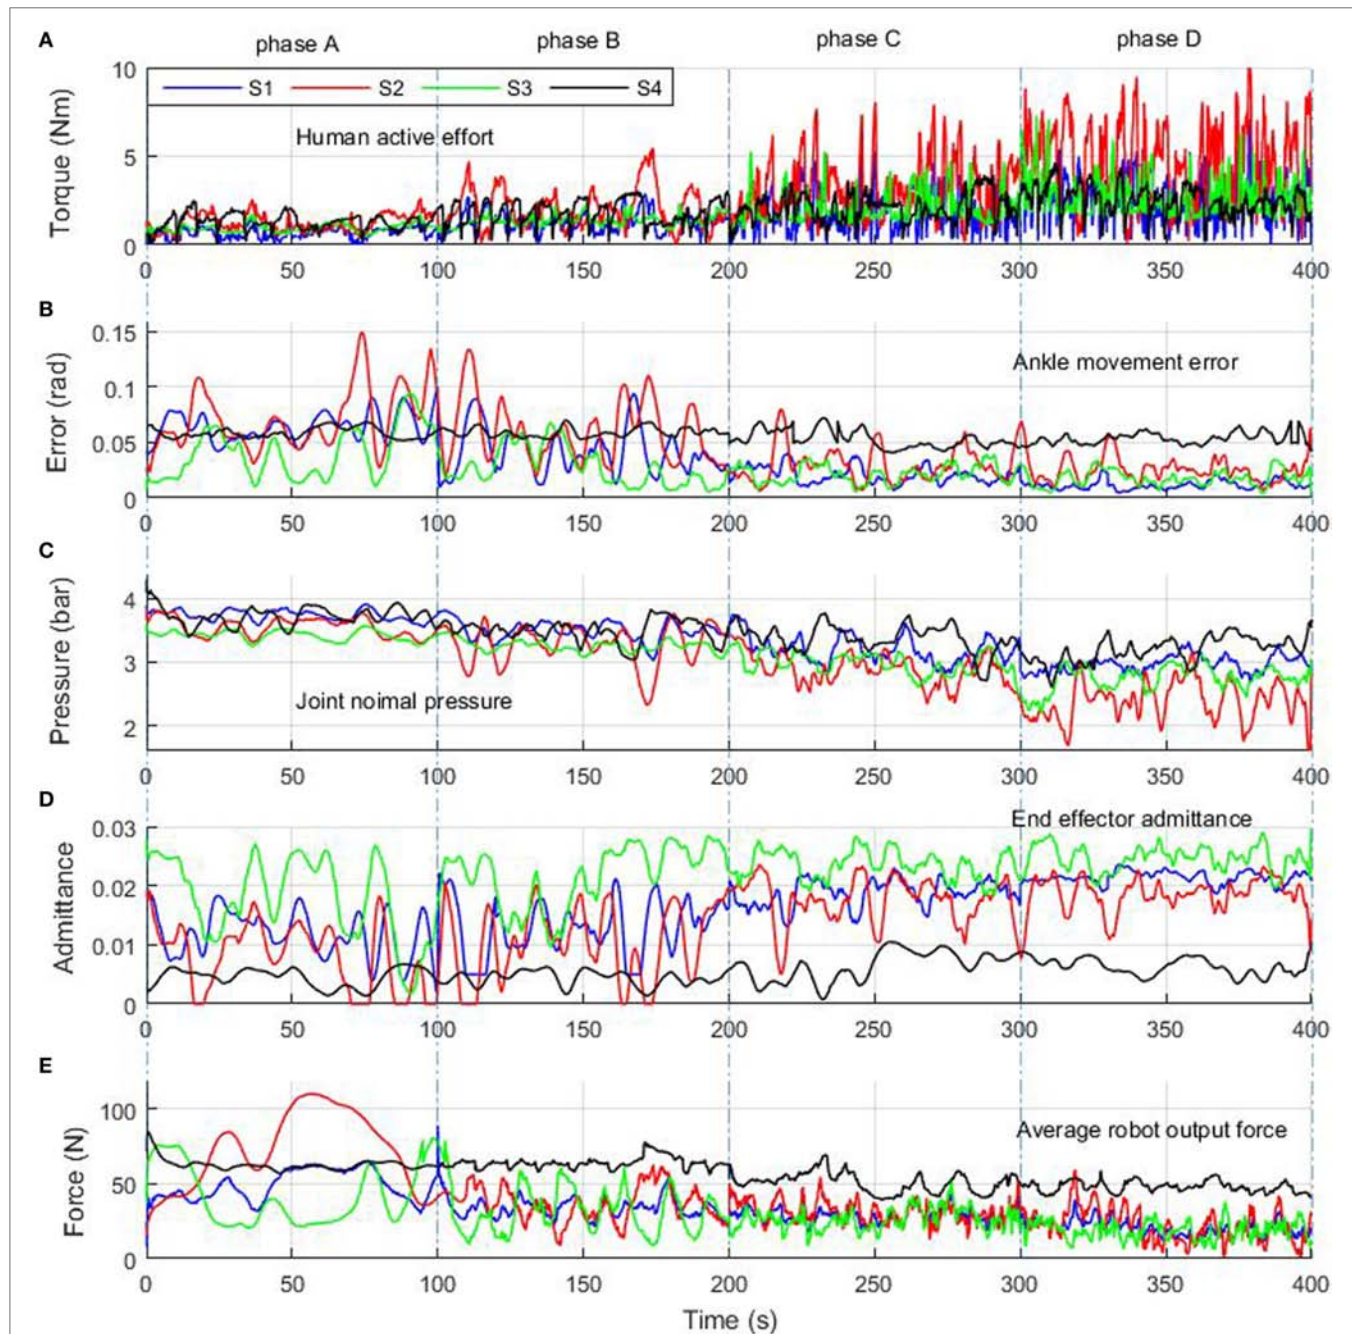 A
phase A phase B phase C phase D
10
S1 S2 S3 S4
Human active effort
5
0
Torque (Nm)
0 50 100 150 200 250 300 350 400
B
0.15
Ankle movement error
0.1
0.05
0
Error (rad)
0 50 100 150 200 250 300 350 400
C
4
3
Joint noimal pressure
2
Pressure (bar)
0 50 100 150 200 250 300 350 400
D
End effector admittance
0.03
0.02
0.01
0
Admittance
0 50 100 150 200 250 300 350 400
E
100
Average robot output force
50
0
Force (N)
0 50 100 150 200 250 300 350 400
Time (s)